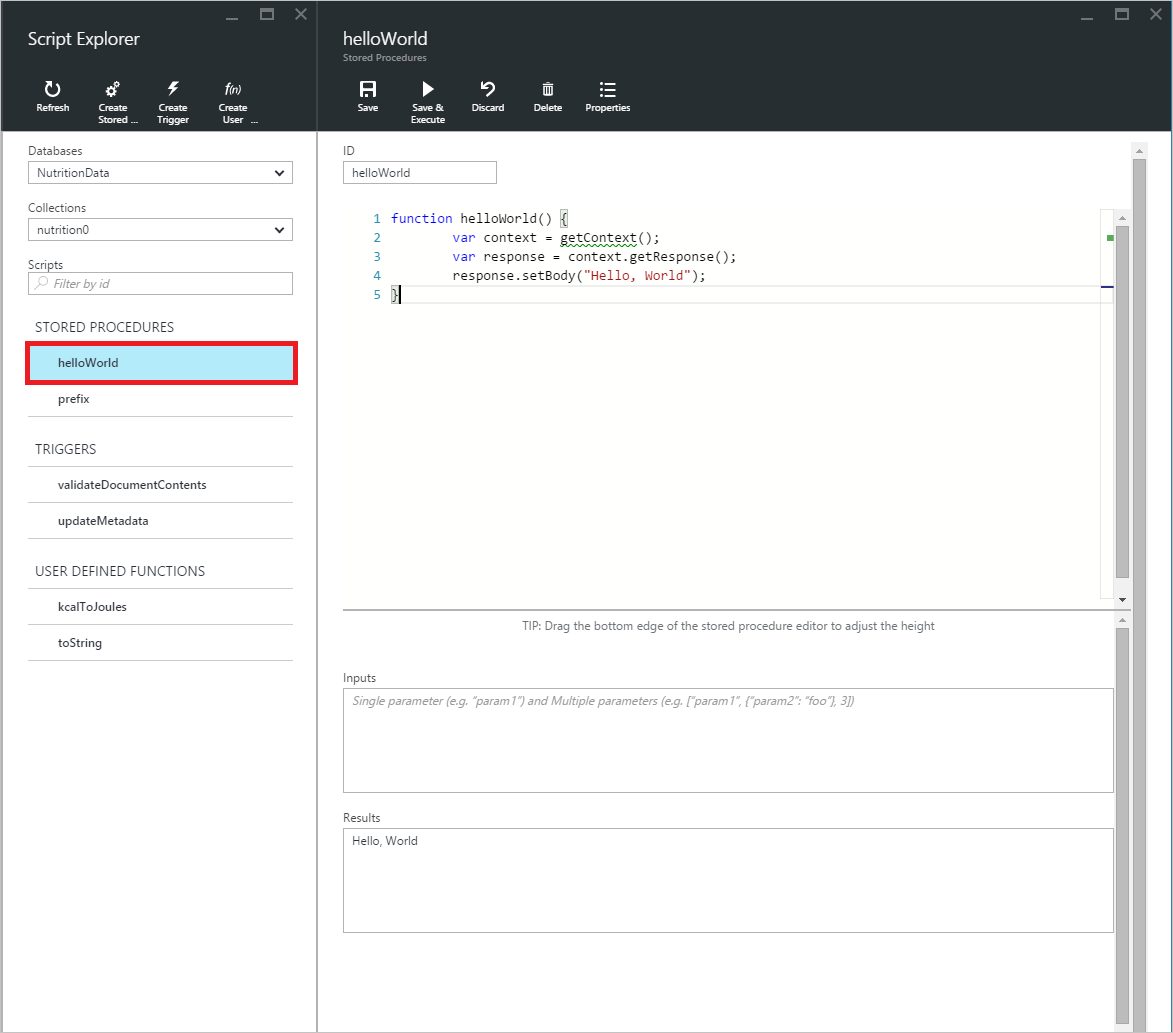 Script Explorer
Refresh
Create
Stored ...
Create
Trigger
f(n)
Create
User ...
Databases
NutritionData
Collections
nutrition0
Scripts
Filter by id
STORED PROCEDURES
helloWorld
prefix
TRIGGERS
validateDocumentContents
updateMetadata
USER DEFINED FUNCTIONS
kcalToJoules
toString
helloWorld
Stored Procedures
Save
Save &
Execute
Discard
Delete
Properties
ID
helloWorld
1 function helloWorld() {
2 var context = getContext();
3 var response = context.getResponse();
4 response.setBody("Hello, World");
5 }
TIP: Drag the bottom edge of the stored procedure editor to adjust the height
Inputs
Single parameter (e.g. "param1") and Multiple parameters (e.g. ["param1", {"param2": "foo"}, 3])
Results
Hello, World